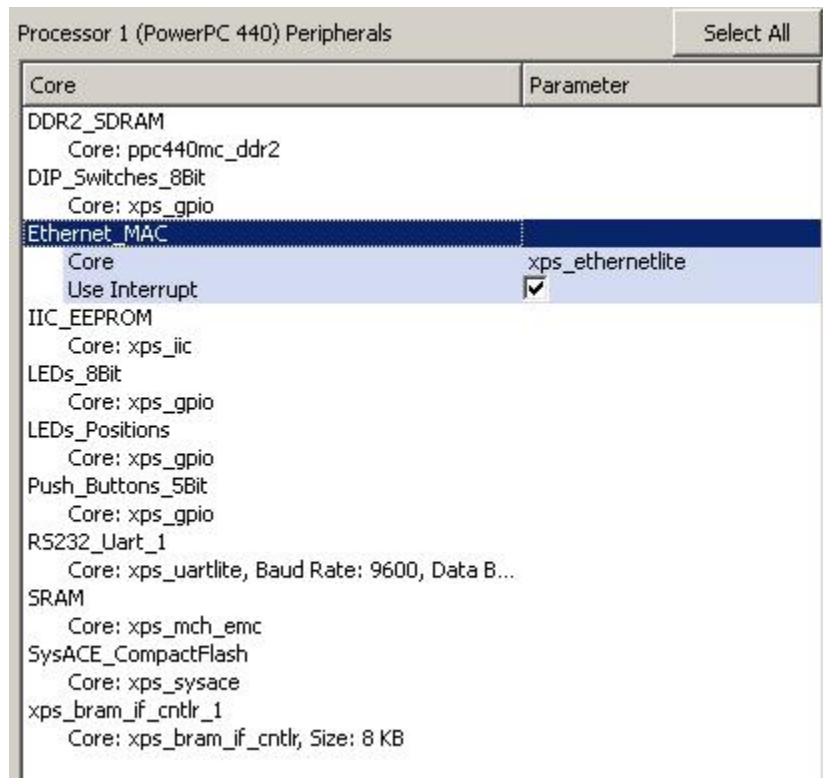 Processor 1 (PowerPC 440) Peripherals Select All
Core Parameter
DDR2_SDRAM
Core: ppc440mc_ddr2
DIP_Switches_8Bit
Core: xps_gpio
Ethernet_MAC
Core xps_ethernetlite
Use Interrupt
IIC_EEPROM
Core: xps_iic
LEDs_8Bit
Core: xps_gpio
LEDs_Positions
Core: xps_gpio
Push_Buttons_5Bit
Core: xps_gpio
RS232_Uart_1
Core: xps_uartlite, Baud Rate: 9600, Data B...
SRAM
Core: xps_mch_emc
SysACE_CompactFlash
Core: xps_sysace
xps_bram_if_cntlr_1
Core: xps_bram_if_cntlr, Size: 8 KB